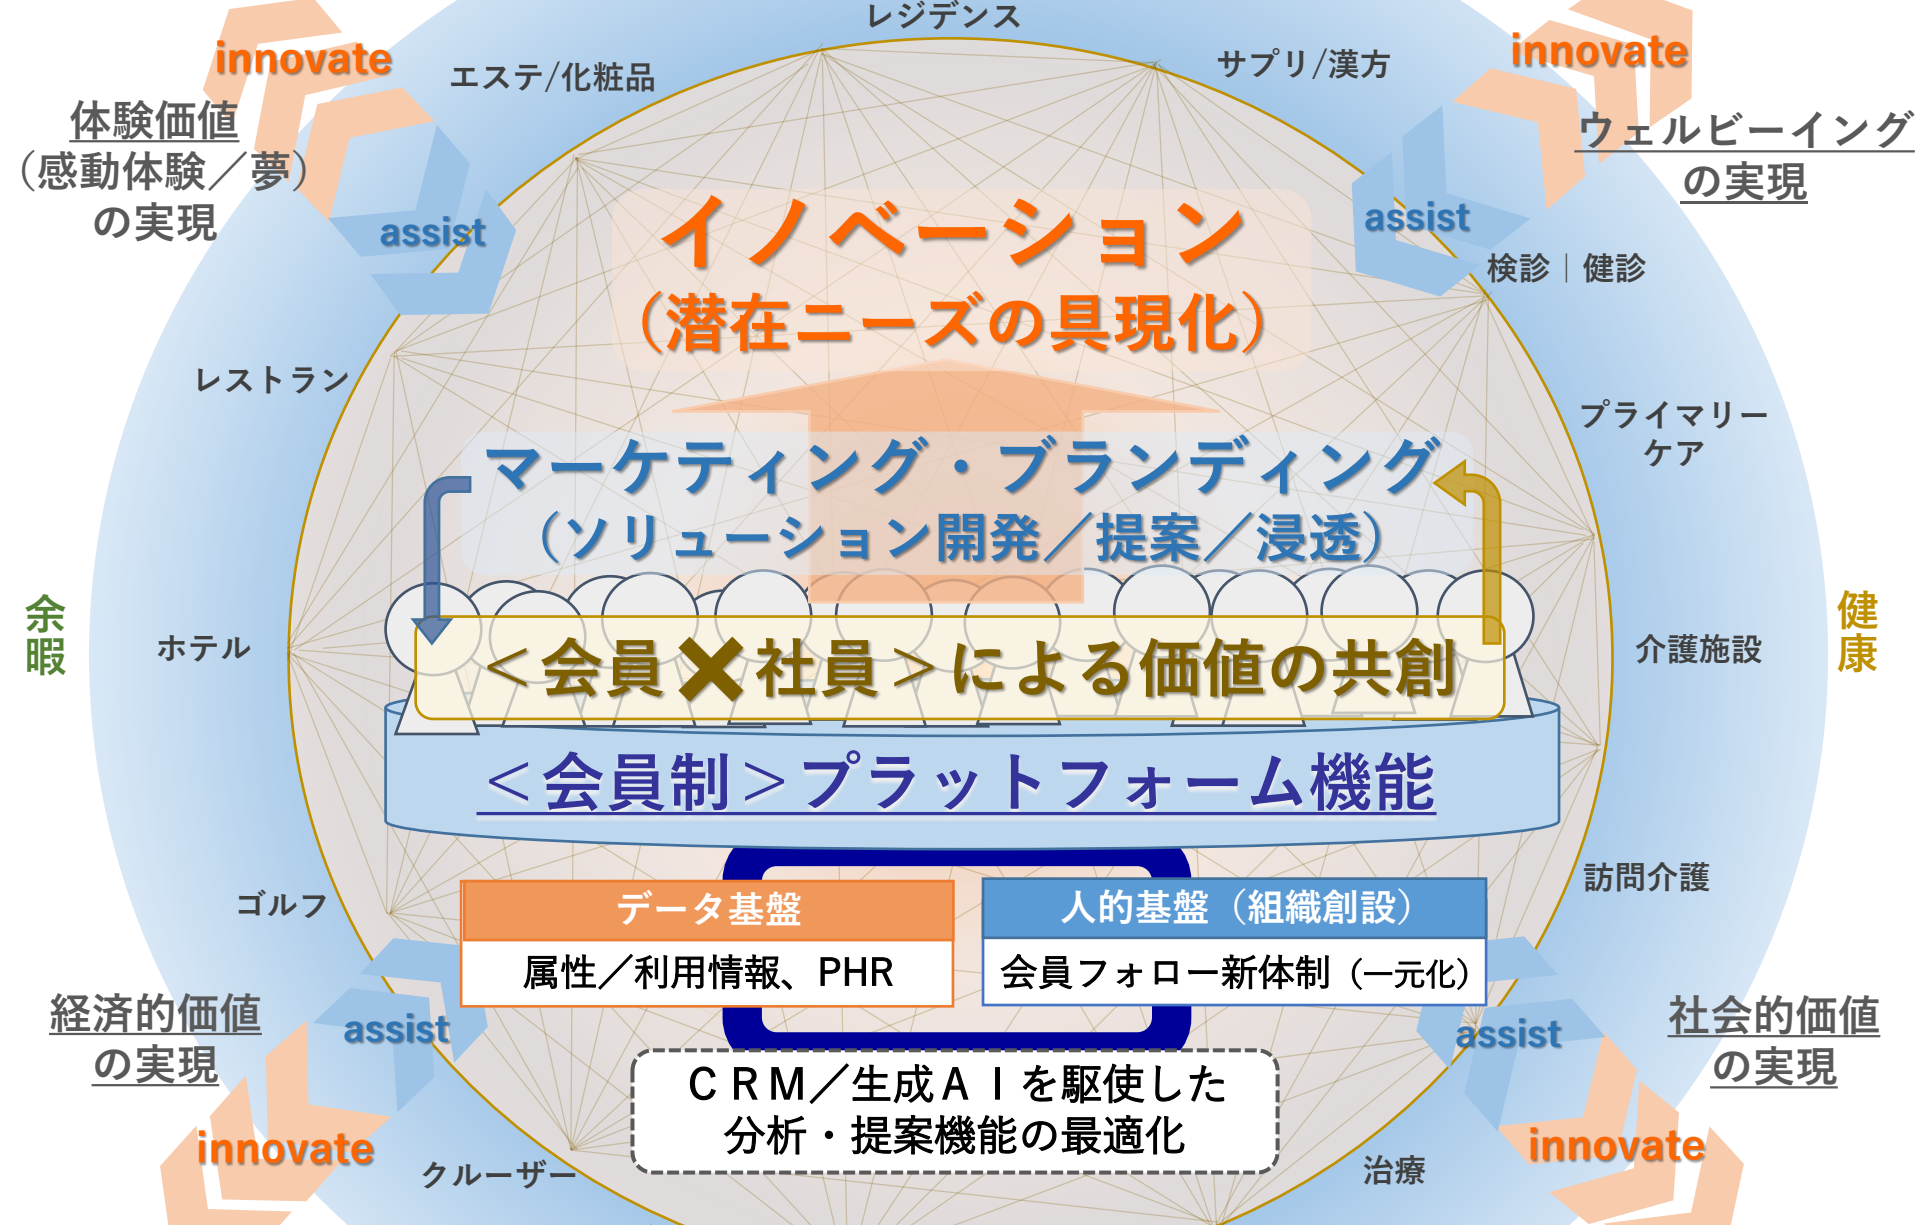 レジデンス
innovate
innovate
エステ/化粧品
サプリ/漢方
体験価値
（感動体験／夢）
の実現
ウェルビーイング
の実現
assist
assist
イノベーション
（潜在ニーズの具現化）
検診｜健診
レストラン
プライマリー
ケア
マーケティング・ブランディング
（ソリューション開発／提案／浸透）
余暇
健康
ホテル
介護施設
＜会員✖社員＞による価値の共創
＜会員制＞プラットフォーム機能
ゴルフ
訪問介護
データ基盤
属性／利用情報、PHR
人的基盤（組織創設）
会員フォロー新体制（一元化）
経済的価値
の実現
社会的価値
の実現
assist
assist
ＣＲＭ／生成ＡＩを駆使した
分析・提案機能の最適化
innovate
innovate
クルーザー
治療